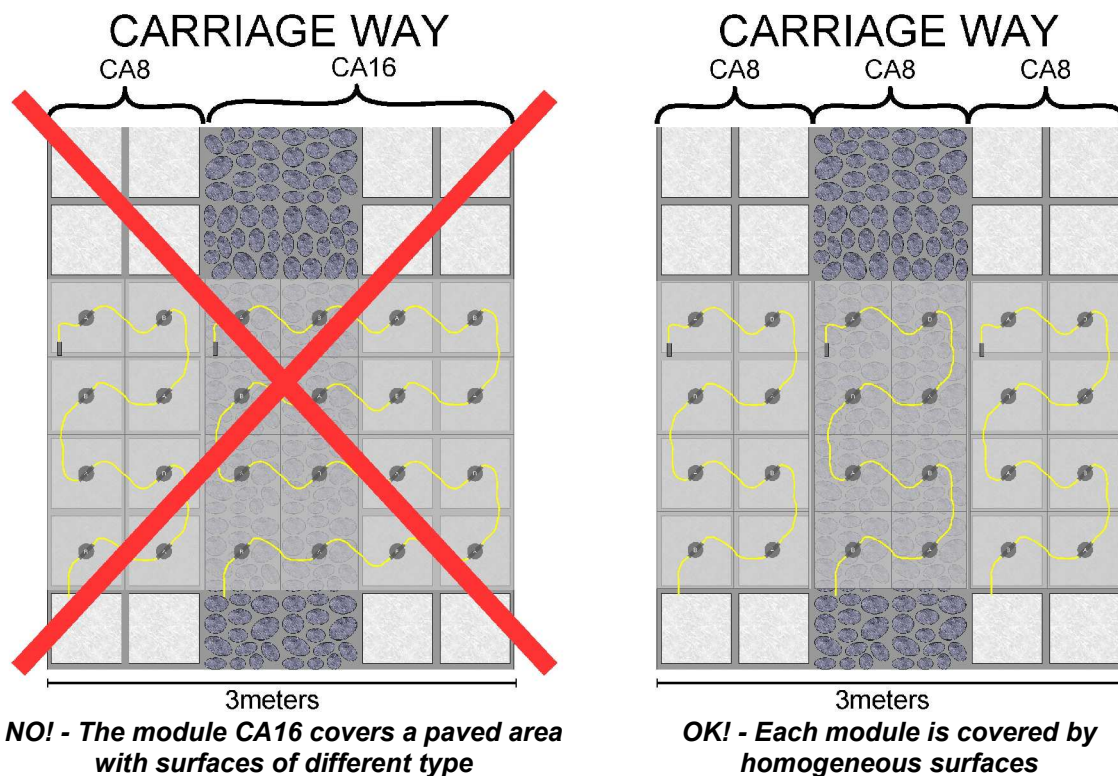 CARRIAGE WAY
CA8 CA16
3meters
NO! - The module CA16 covers a paved area
with surfaces of different type
CARRIAGE WAY
CA8 CA8 CA8
3meters
OK! - Each module is covered by
homogeneous surfaces